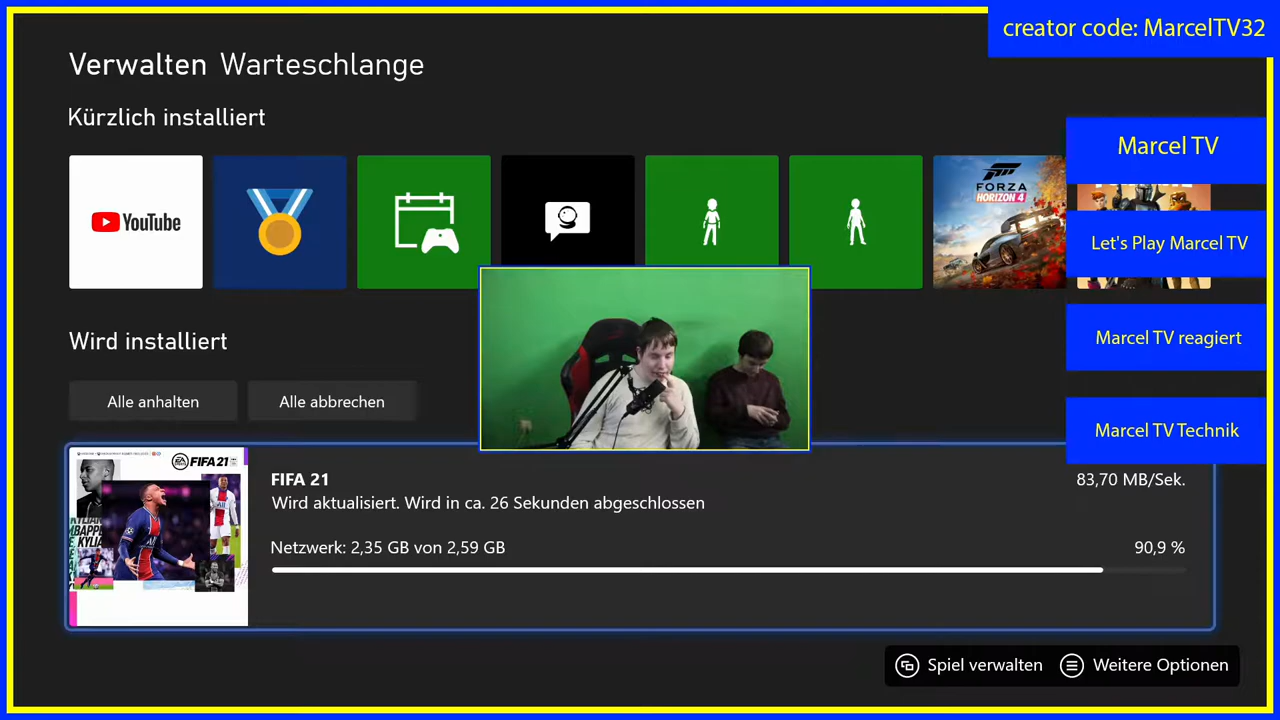 creator code: MarcelTV32
Verwalten Warteschlange
Kürzlich installiert
Marcel TV
YouTube
FORZA
HORIZON 4
Let's Play Marcel TV
Wird installiert
Marcel TV reagiert
Alle anhalten
Alle abbrechen
Marcel TV Technik
EA SPORTS FIFA 21
FIFA 21
83,70 MB/Sek.
Wird aktualisiert. Wird in ca. 26 Sekunden abgeschlossen
Netzwerk: 2,35 GB von 2,59 GB
90,9 %
Spiel verwalten
Weitere Optionen